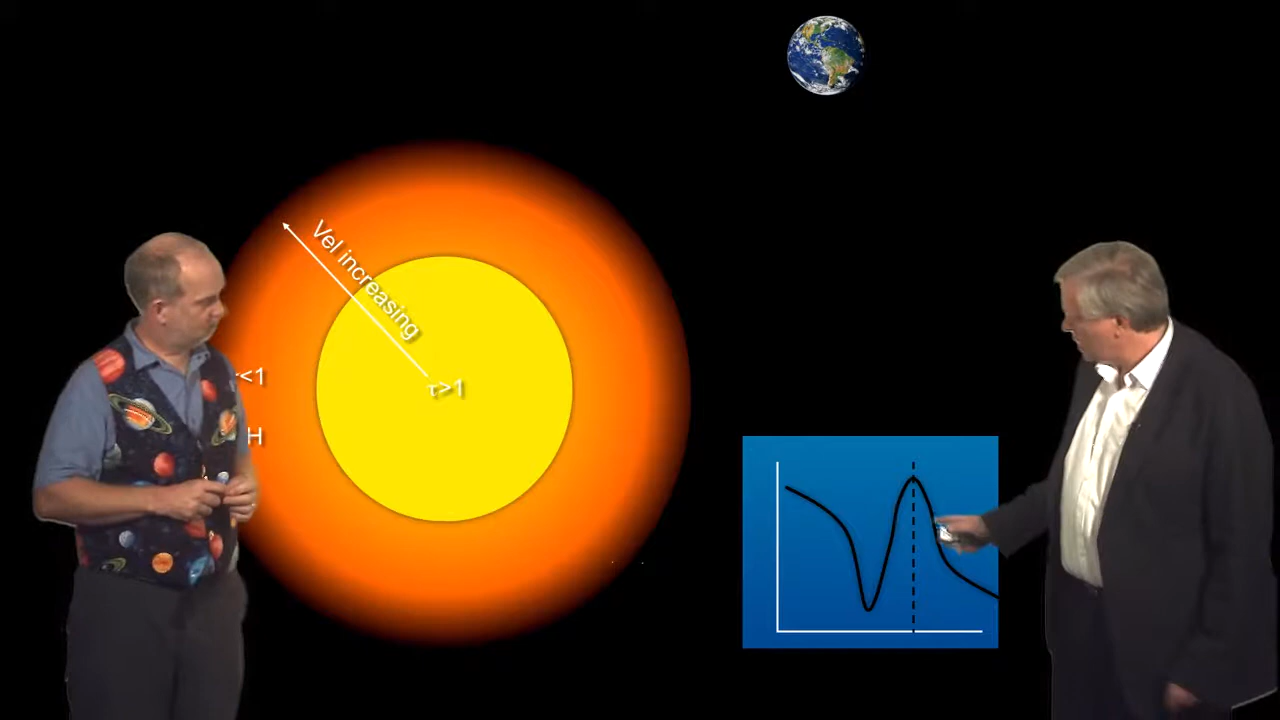 Vel increasing
τ>1
<1
H